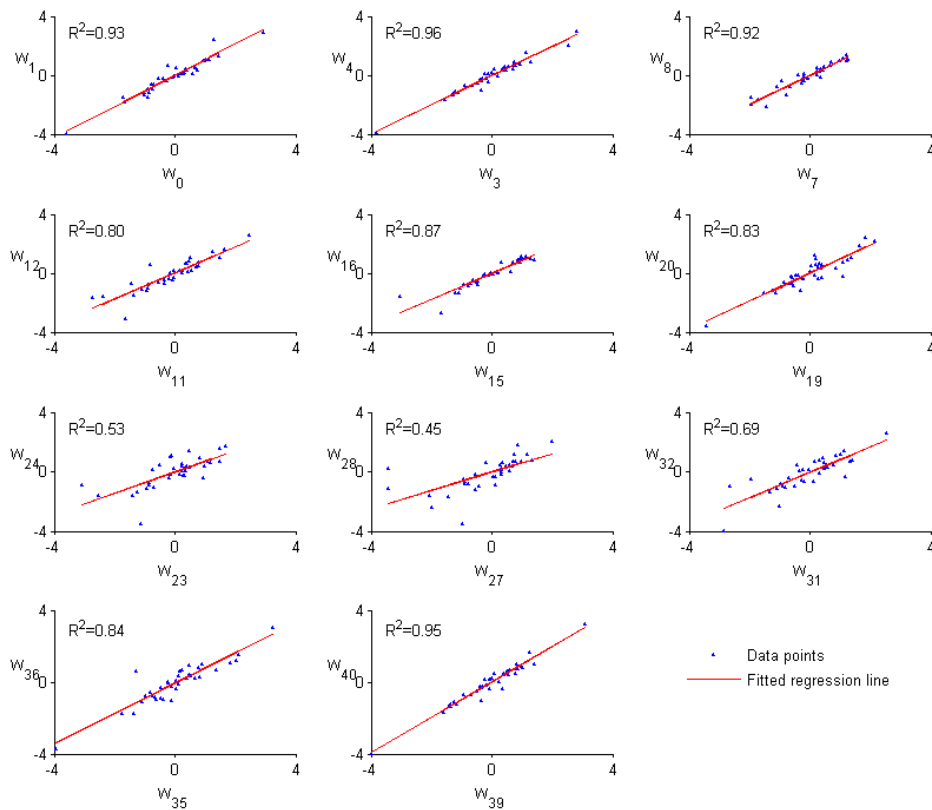 4 R²=0.93 w₁ 0 -4 -4 0 4 w₀
4 R²=0.96 w₄ 0 -4 -4 0 4 w₃
4 R²=0.92 w₈ 0 -4 -4 0 4 w₇
4 R²=0.80 w₁₂ 0 -4 -4 0 4 w₁₁
4 R²=0.87 w₁₆ 0 -4 -4 0 4 w₁₅
4 R²=0.83 w₂₀ 0 -4 -4 0 4 w₁₉
4 R²=0.53 w₂₄ 0 -4 -4 0 4 w₂₃
4 R²=0.45 w₂₈ 0 -4 -4 0 4 w₂₇
4 R²=0.69 w₃₂ 0 -4 -4 0 4 w₃₁
4 R²=0.84 w₃₆ 0 -4 -4 0 4 w₃₅
4 R²=0.95 w₄₀ 0 -4 -4 0 4 w₃₉
Data points
Fitted regression line